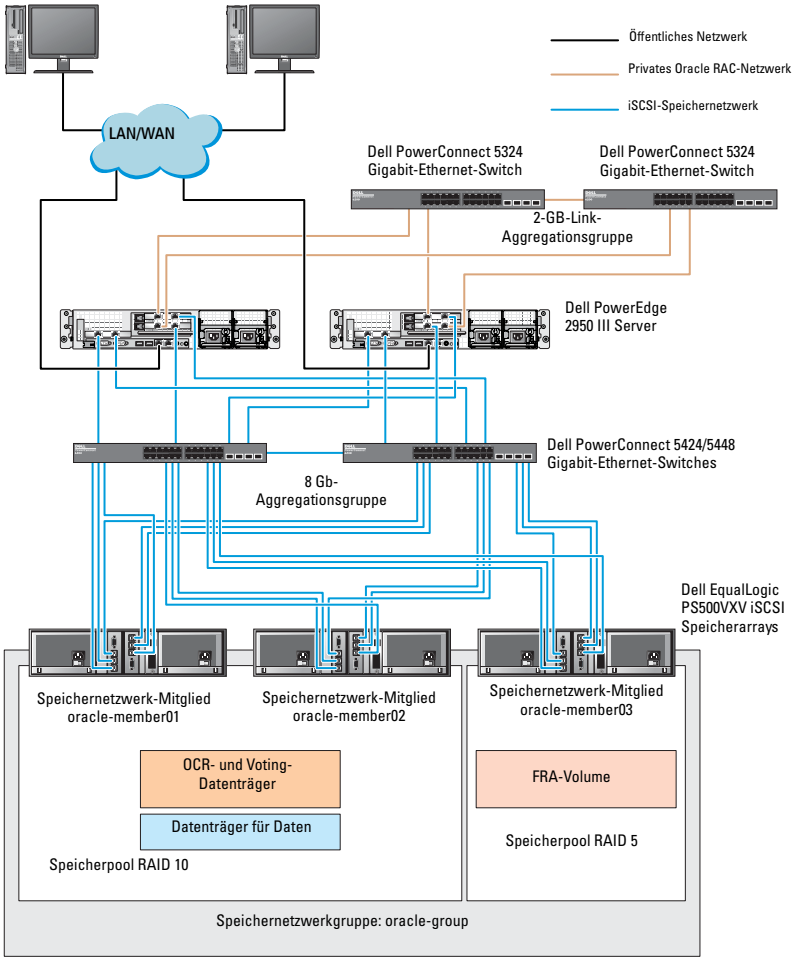 Öffentliches Netzwerk
Privates Oracle RAC-Netzwerk
iSCSI-Speichernetzwerk
LAN/WAN
Dell PowerConnect 5324
Gigabit-Ethernet-Switch
Dell PowerConnect 5324
Gigabit-Ethernet-Switch
2-GB-Link-
Aggregationsgruppe
Dell PowerEdge
2950 III Server
Dell PowerConnect 5424/5448
Gigabit-Ethernet-Switches
8 Gb-
Aggregationsgruppe
Dell EqualLogic
PS500VXV iSCSI
Speicherarrays
Speichernetzwerk-Mitglied
oracle-member01
Speichernetzwerk-Mitglied
oracle-member02
Speichernetzwerk-Mitglied
oracle-member03
OCR- und Voting-
Datenträger
FRA-Volume
Datenträger für Daten
Speicherpool RAID 5
Speicherpool RAID 10
Speichernetzwerkgruppe: oracle-group